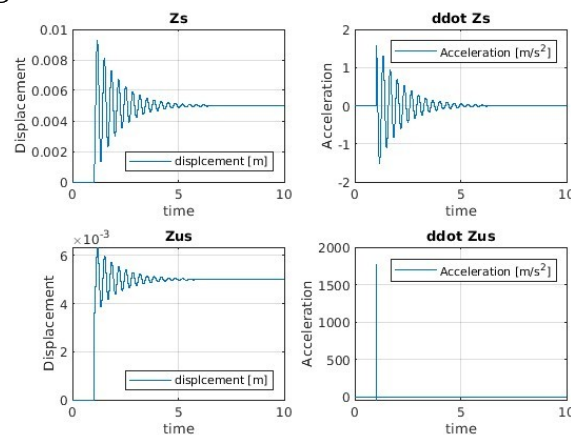 Zs
0.01
0.008
0.006
0.004
0.002
0
Displacement
displcement [m]
0 5 10
time
ddot Zs
2
1
0
-1
-2
Acceleration
Acceleration [m/s²]
0 5 10
time
Zus
×10⁻³
6
4
2
0
Displacement
displcement [m]
0 5 10
time
ddot Zus
2000
1500
1000
500
0
Acceleration
Acceleration [m/s²]
0 5 10
time